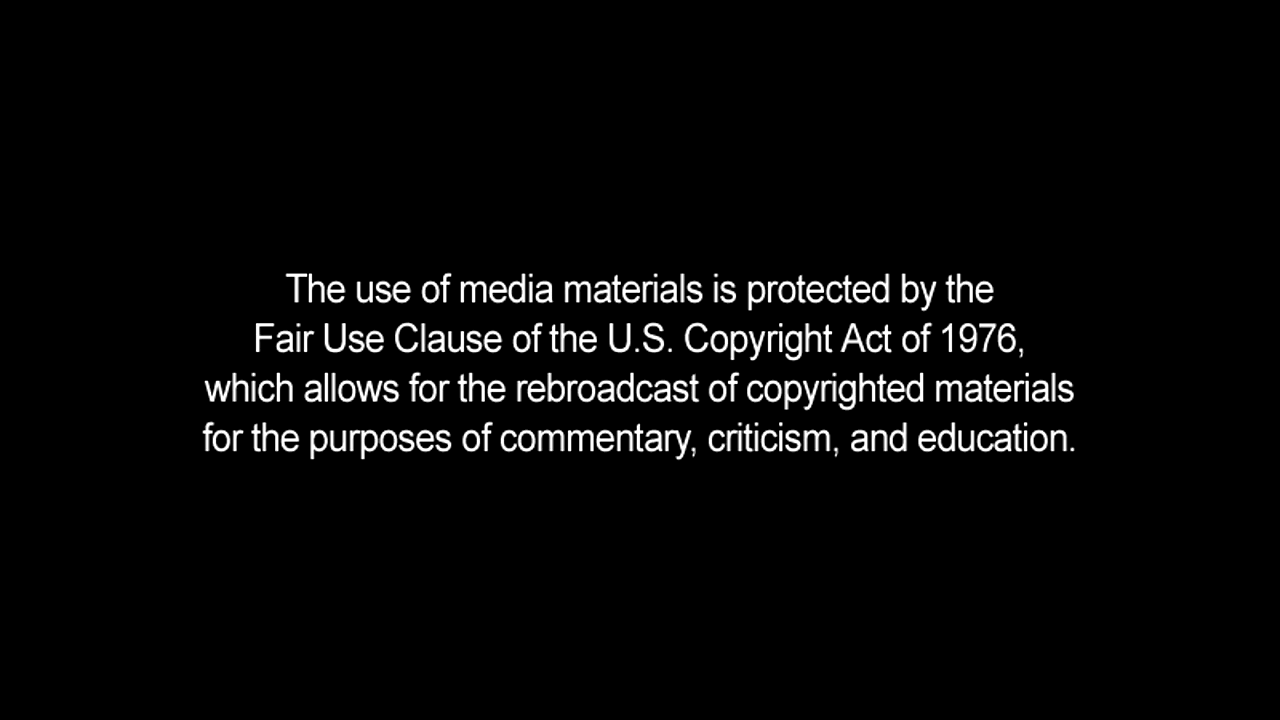 The use of media materials is protected by the
Fair Use Clause of the U.S. Copyright Act of 1976,
which allows for the rebroadcast of copyrighted materials
for the purposes of commentary, criticism, and education.